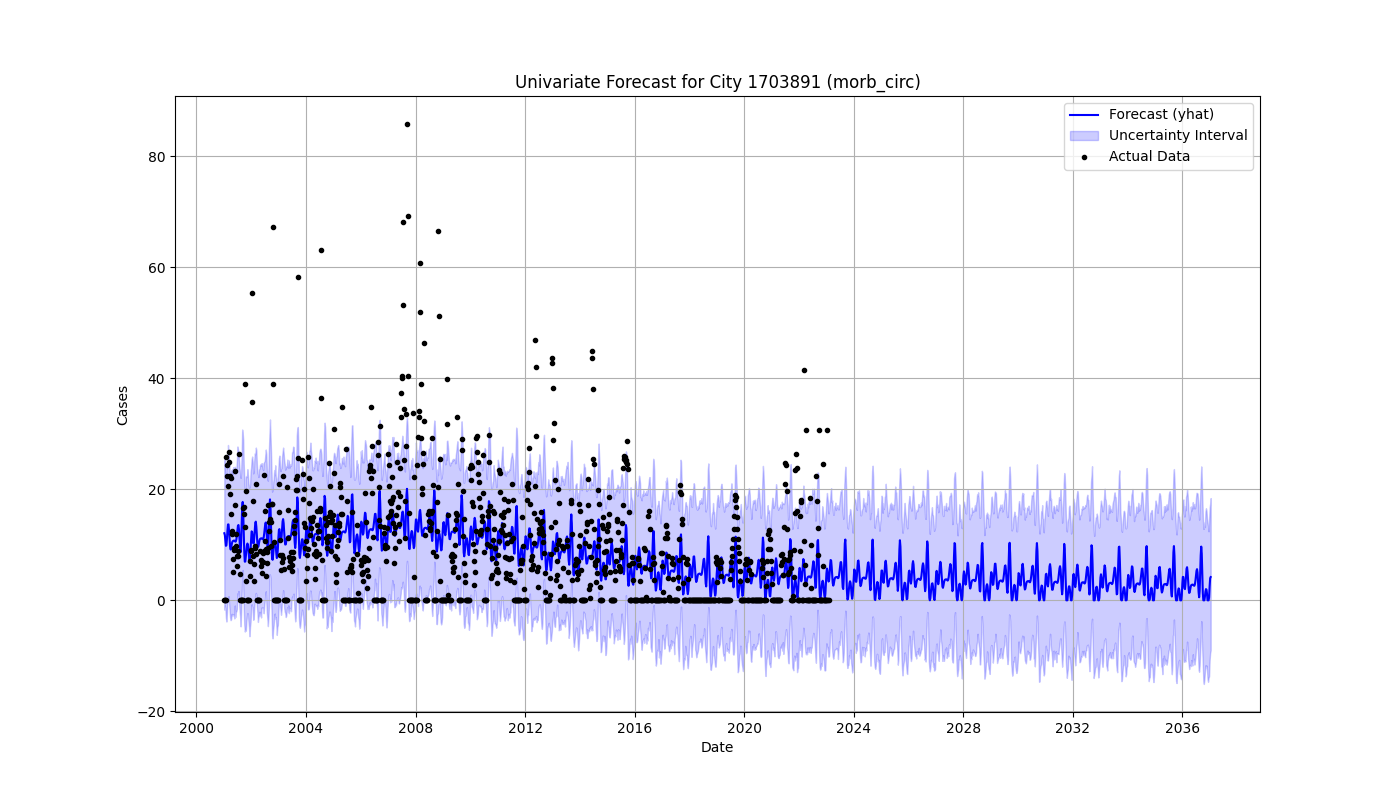 Univariate Forecast for City 1703891 (morb_circ)
Forecast (yhat)
Uncertainty Interval
Actual Data
Cases
80
60
40
20
0
−20
2000
2004
2008
2012
2016
2020
2024
2028
2032
2036
Date